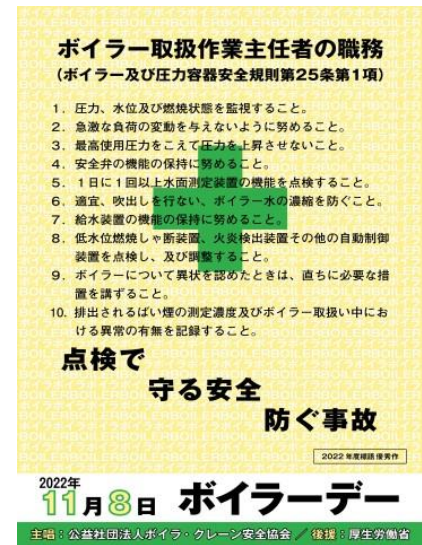 ボイラー取扱作業主任者の職務
(ボイラー及び圧力容器安全規則第25条第1項)
1. 圧力、水位及び燃焼状態を監視すること。
2. 急激な負荷の変動を与えないように努めること。
3. 最高使用圧力をこえて圧力を上昇させないこと。
4. 安全弁の機能の保持に努めること。
5. 1日に1回以上水面測定装置の機能を点検すること。
6. 適宜、吹出しを行ない、ボイラー水の濃縮を防ぐこと。
7. 給水装置の機能の保持に努めること。
8. 低水位燃焼しゃ断装置、火炎検出装置その他の自動制御
装置を点検し、及び調整すること。
9. ボイラーについて異状を認めたときは、直ちに必要な措
置を講ずること。
10. 排出されるばい煙の測定濃度及びボイラー取扱い中にお
ける異常の有無を記録すること。
点検で
守る安全
防ぐ事故
2022年度標語優秀作
2022年
11月8日 ボイラーデー
主唱:公益社団法人ボイラ・クレーン安全協会/後援:厚生労働省